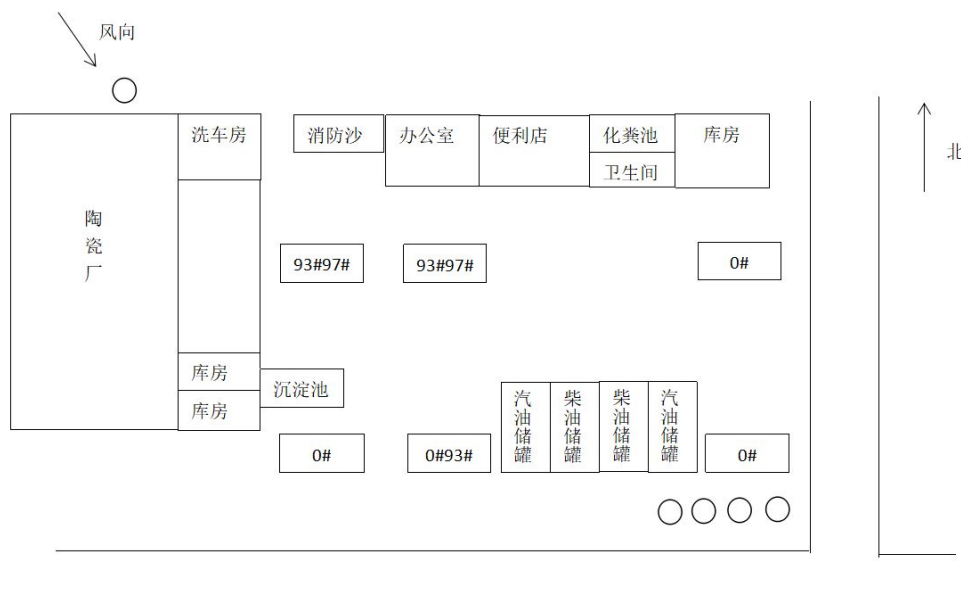 风向
洗车房
消防沙
办公室
便利店
化粪池
卫生间
库房
北
陶瓷厂
93#97#
93#97#
0#
库房
库房
沉淀池
汽油储罐
柴油储罐
柴油储罐
汽油储罐
0#
0#93#
0#